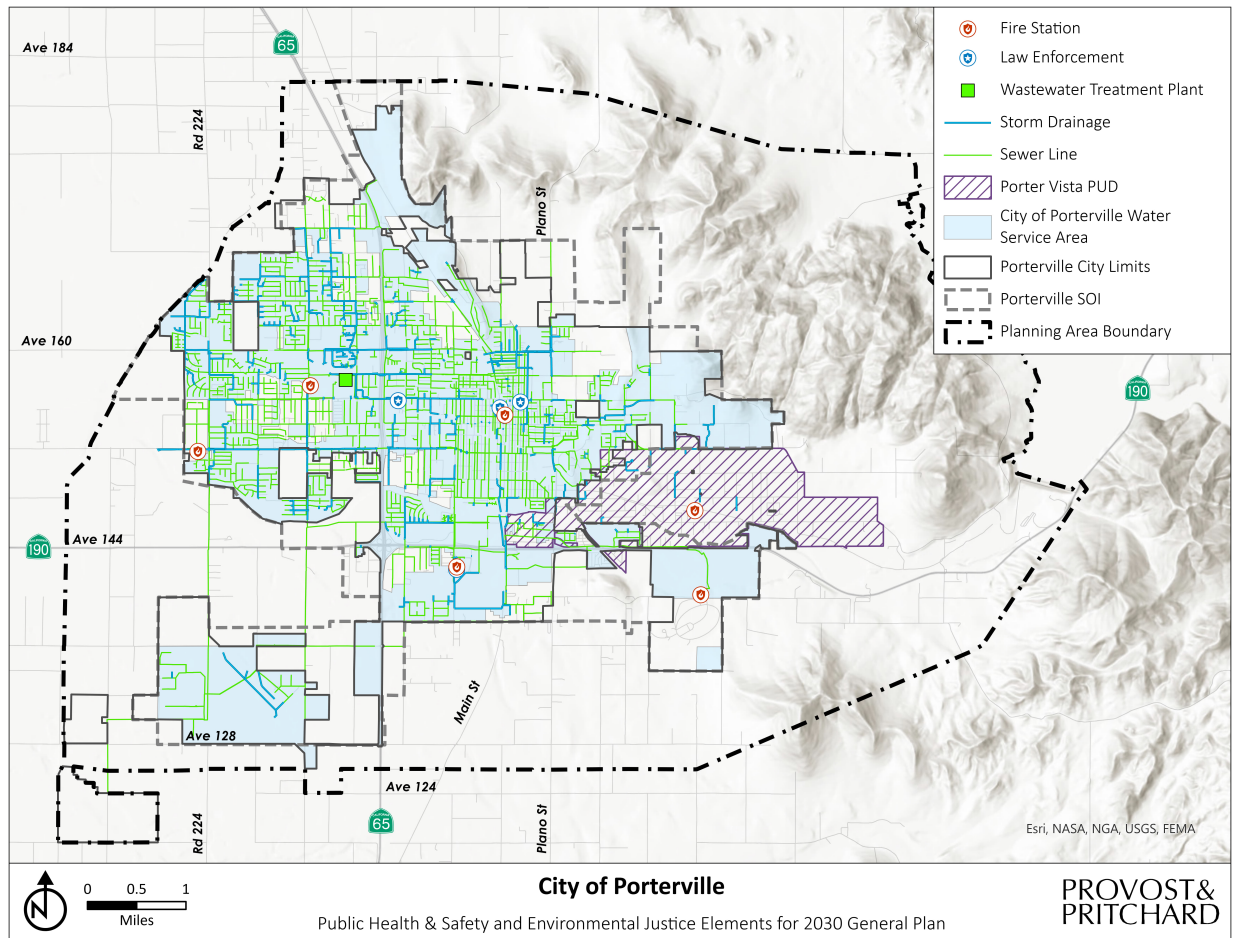 Ave 184
CALIFORNIA
65
Rd 224
Plano St
Fire Station
Law Enforcement
Wastewater Treatment Plant
Storm Drainage
Sewer Line
Porter Vista PUD
City of Porterville Water
Service Area
Porterville City Limits
Porterville SOI
Planning Area Boundary
Ave 160
CALIFORNIA
190
CALIFORNIA
190
Ave 144
Main St
Ave 128
Ave 124
Rd 224
CALIFORNIA
65
Plano St
Esri, NASA, NGA, USGS, FEMA
N
0 0.5 1
Miles
City of Porterville
Public Health & Safety and Environmental Justice Elements for 2030 General Plan
PROVOST&
PRITCHARD